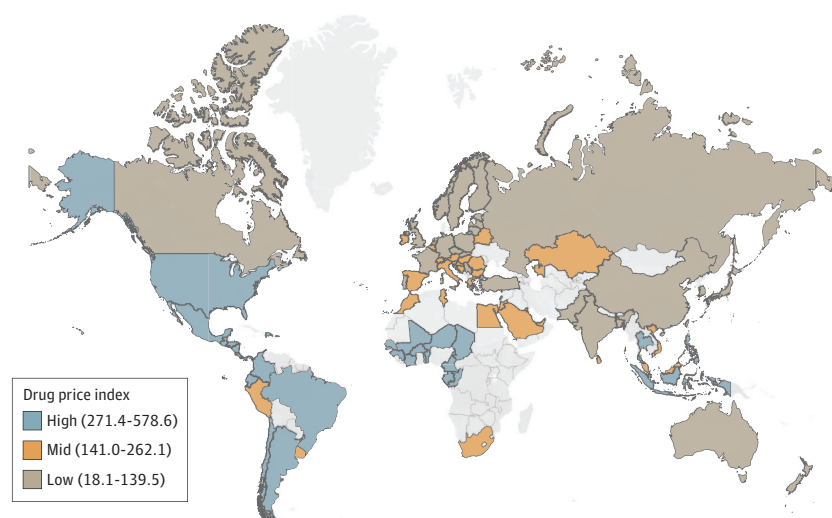 Drug price index
High (271.4-578.6)
Mid (141.0-262.1)
Low (18.1-139.5)